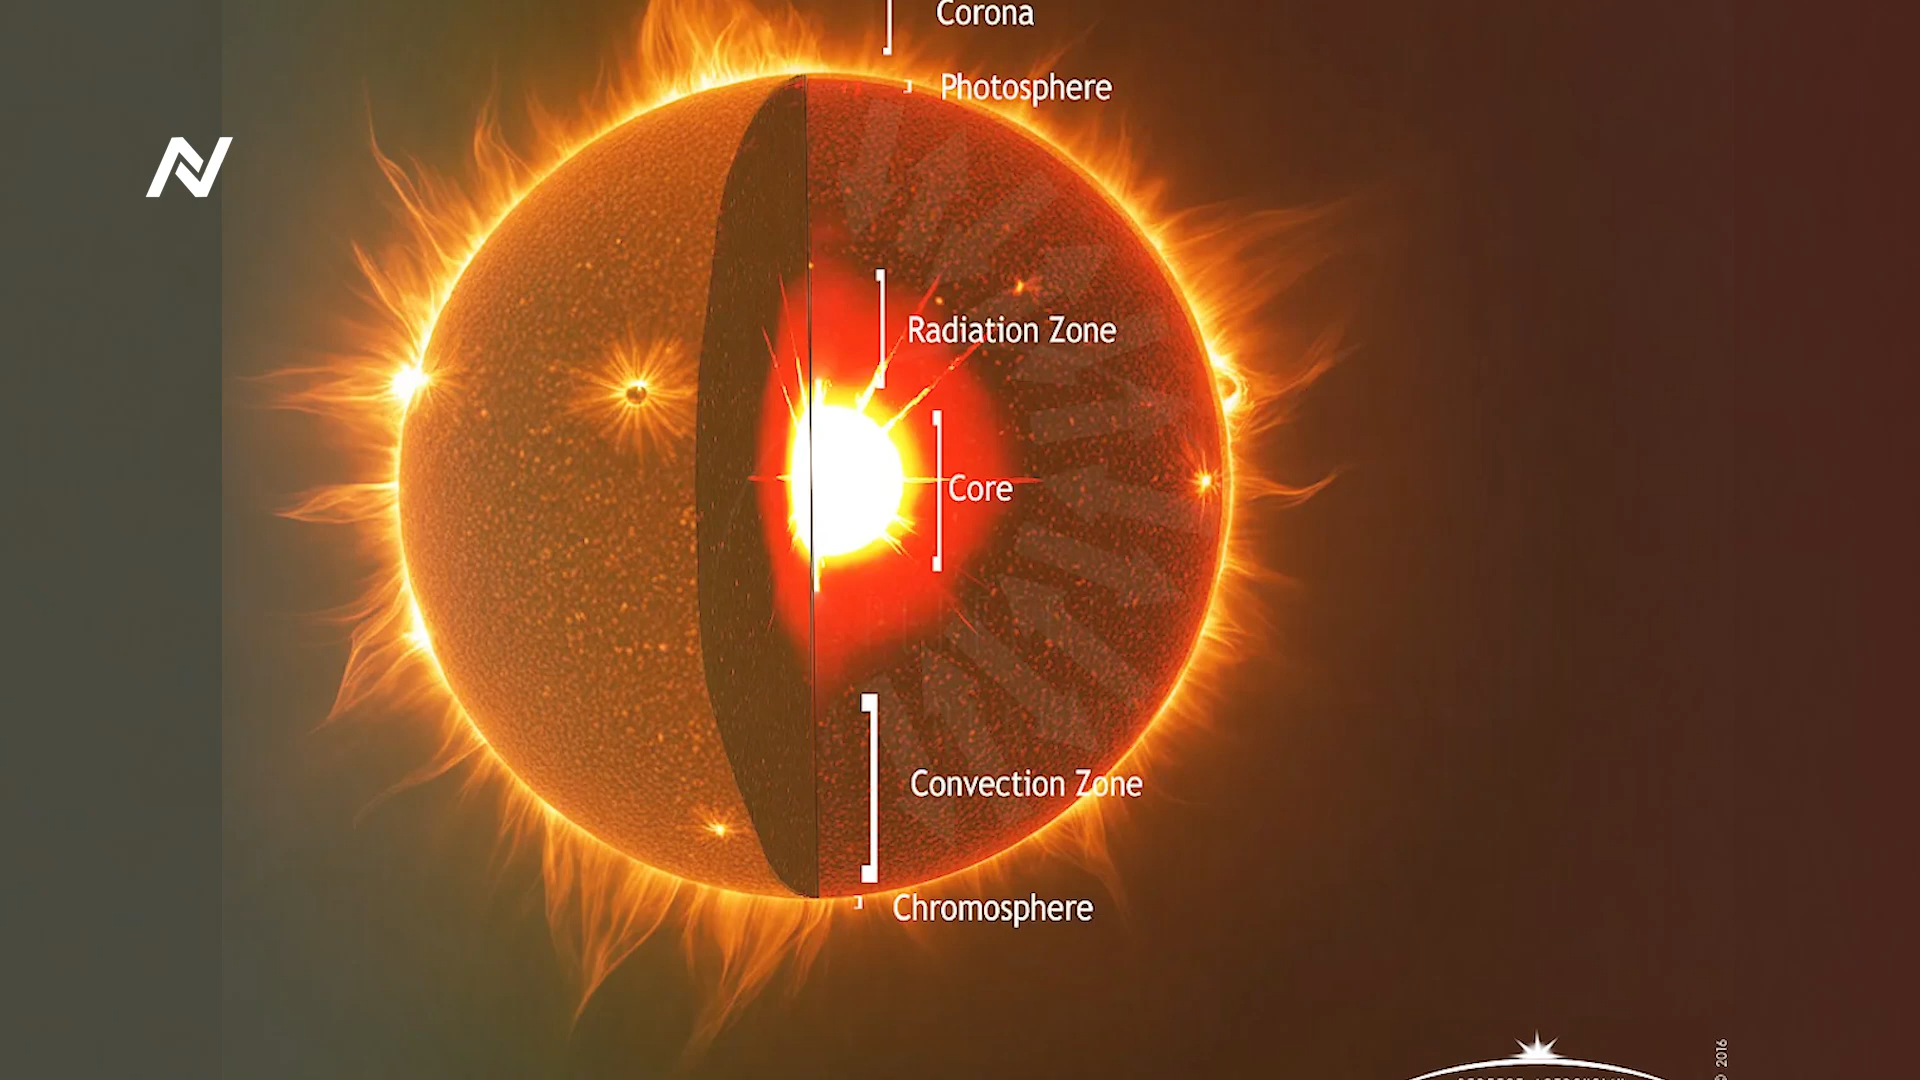 Corona
Photosphere
Radiation Zone
Core
Convection Zone
Chromosphere
© 2016